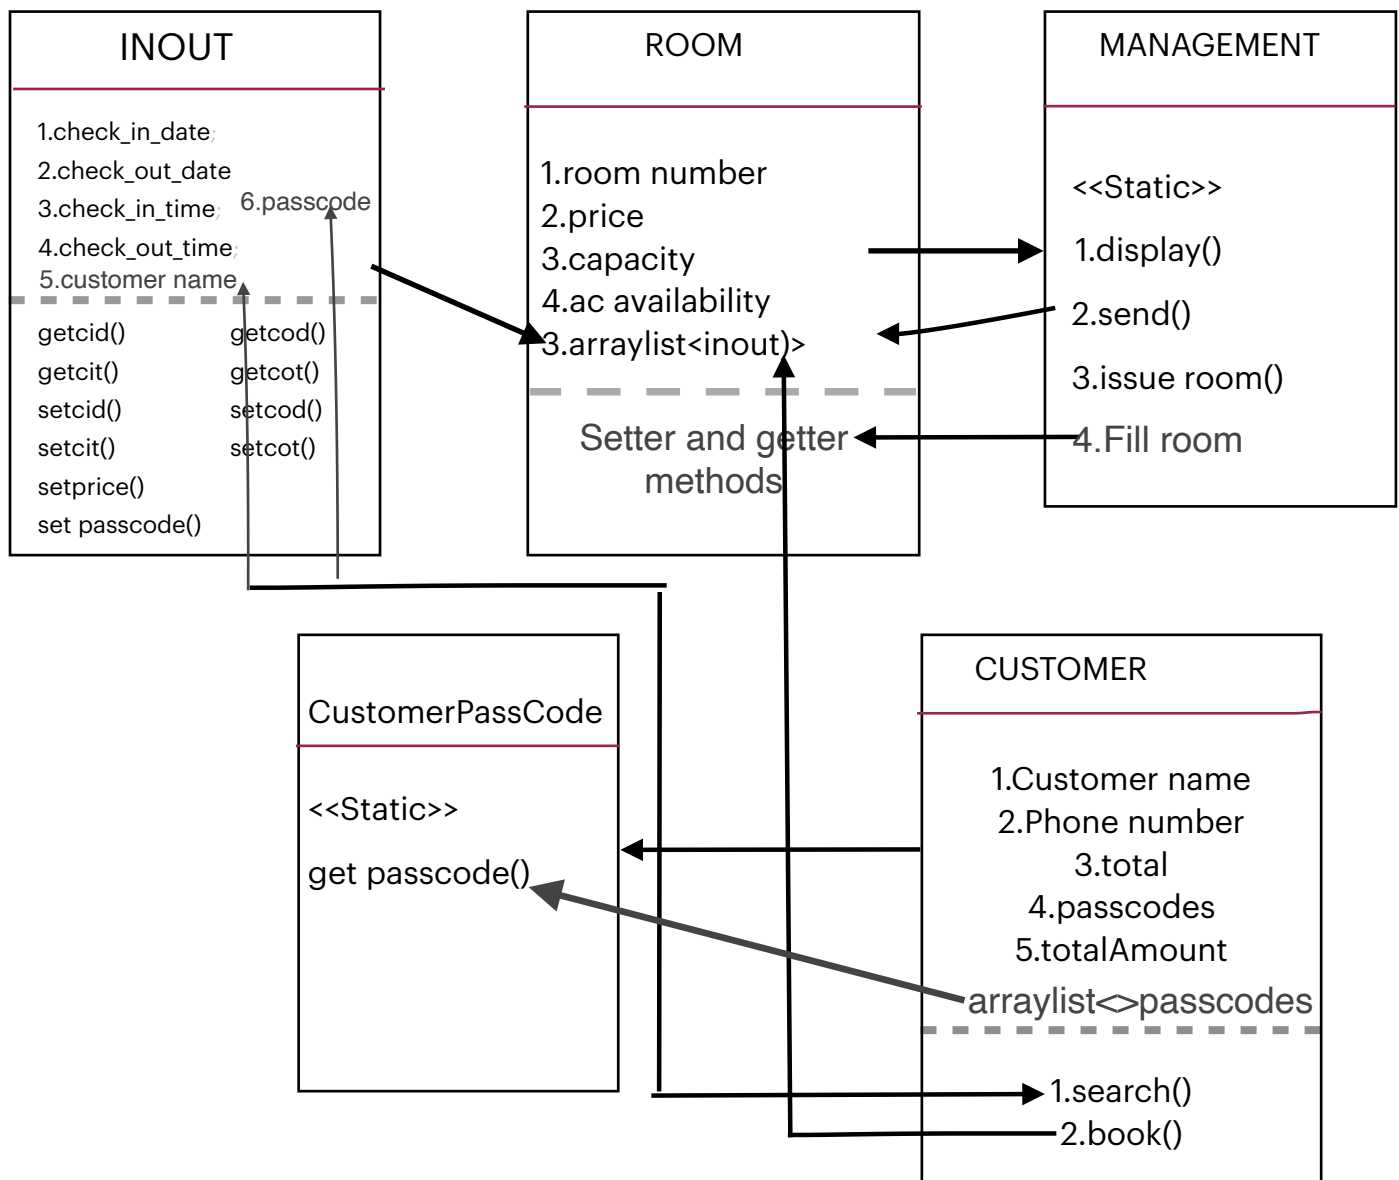 INOUT
1.check_in_date;
2.check_out_date
3.check_in_time;
6.passcode
4.check_out_time;
5.customer name
getcid() getcod()
getcit() getcot()
setcid() setcod()
setcit() setcot()
setprice()
set passcode()
ROOM
1.room number
2.price
3.capacity
4.ac availability
3.arraylist<inout)>
Setter and getter
methods
MANAGEMENT
<<Static>>
1.display()
2.send()
3.issue room()
4.Fill room
CustomerPassCode
<<Static>>
get passcode()
CUSTOMER
1.Customer name
2.Phone number
3.total
4.passcodes
5.totalAmount
arraylist<>passcodes
1.search()
2.book()